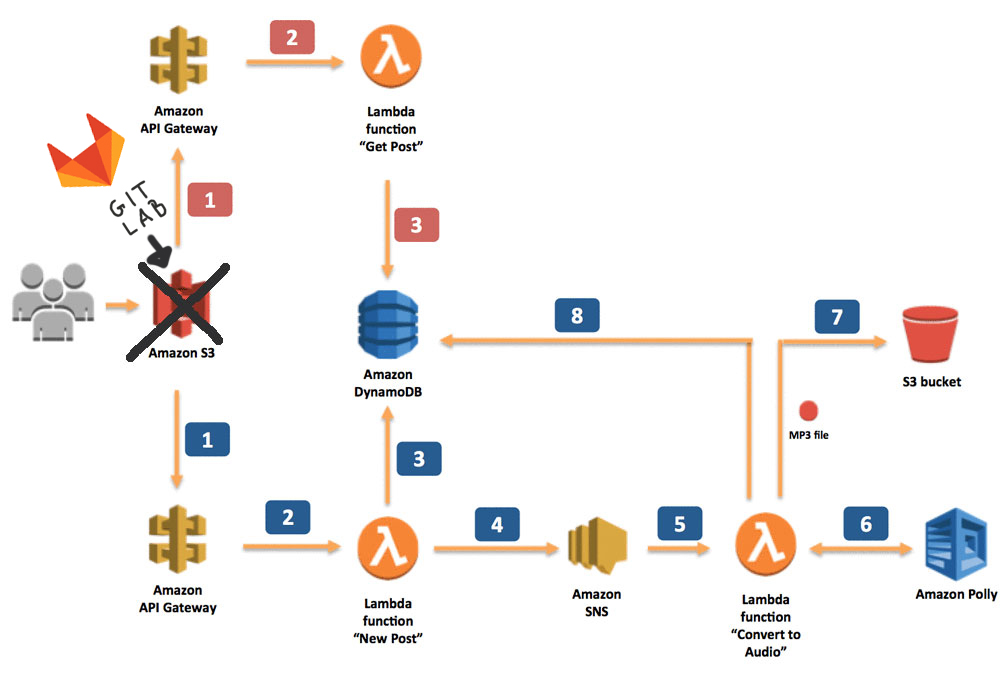 2
Amazon
API Gateway
Lambda
function
“Get Post”
1
GIT
LAB
3
Amazon S3
Amazon
DynamoDB
8
7
S3 bucket
MP3 file
1
3
2
4
5
6
Amazon
API Gateway
Lambda
function
“New Post”
Amazon
SNS
Lambda
function
“Convert to
Audio”
Amazon Polly